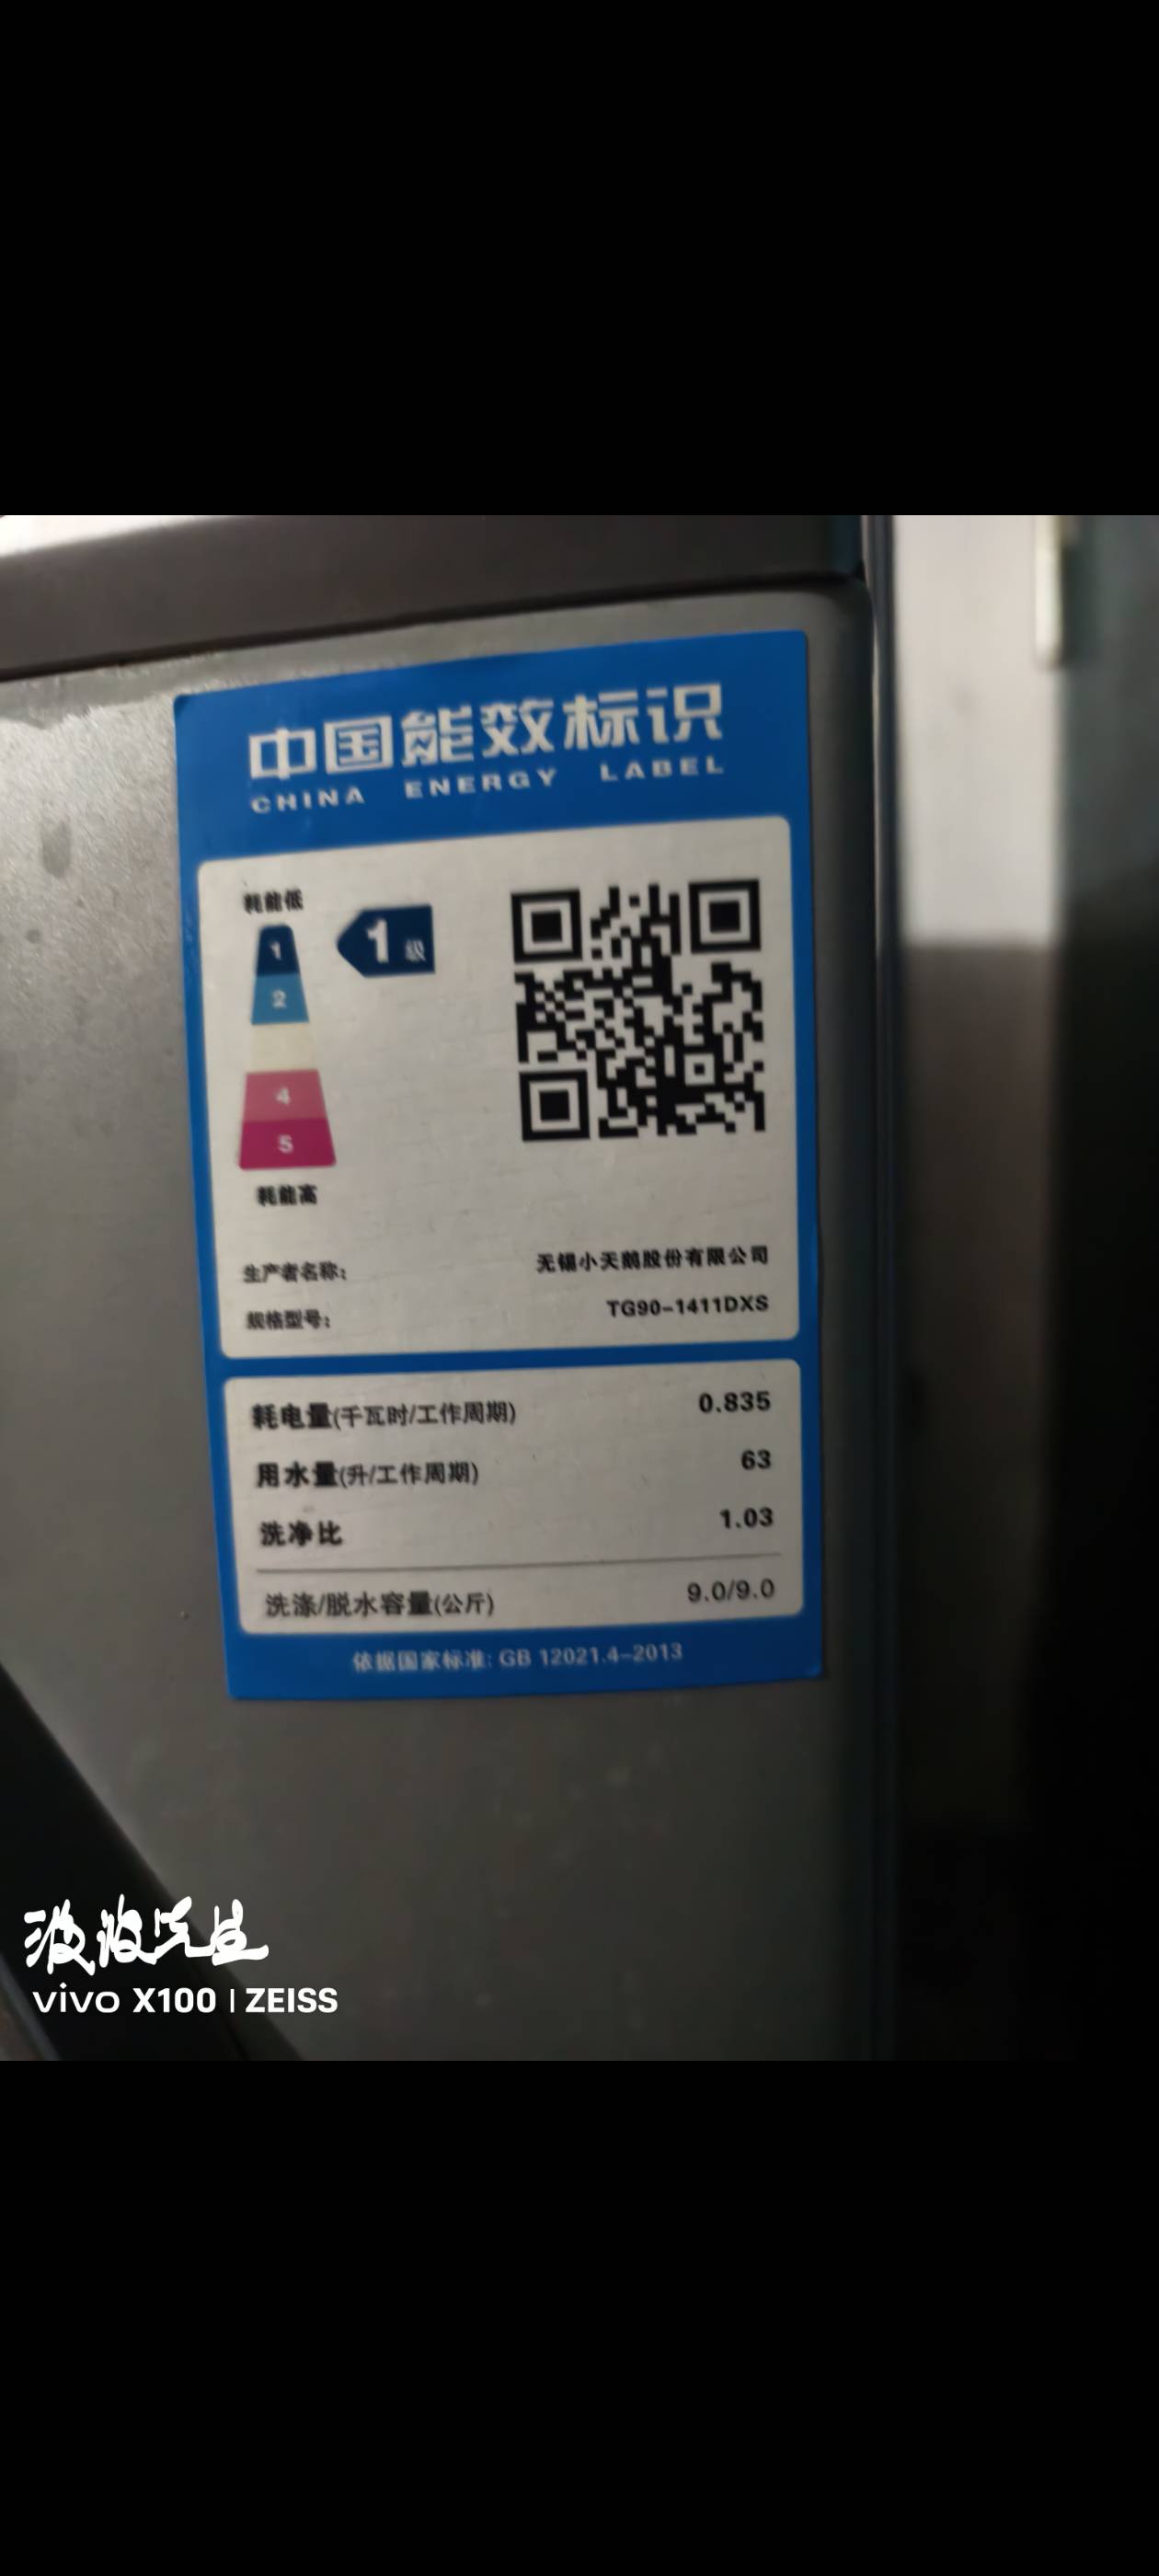 中国能效标识
CHINA ENERGY LABEL
耗能低
1
1级
2
4
5
耗能高
生产者名称: 无锡小天鹅股份有限公司
规格型号: TG90-1411DXS
耗电量(千瓦时/工作周期) 0.835
用水量(升/工作周期) 63
洗净比 1.03
洗涤/脱水容量(公斤) 9.0/9.0
依据国家标准: GB 12021.4-2013
波波先生
vivo X100 | ZEISS